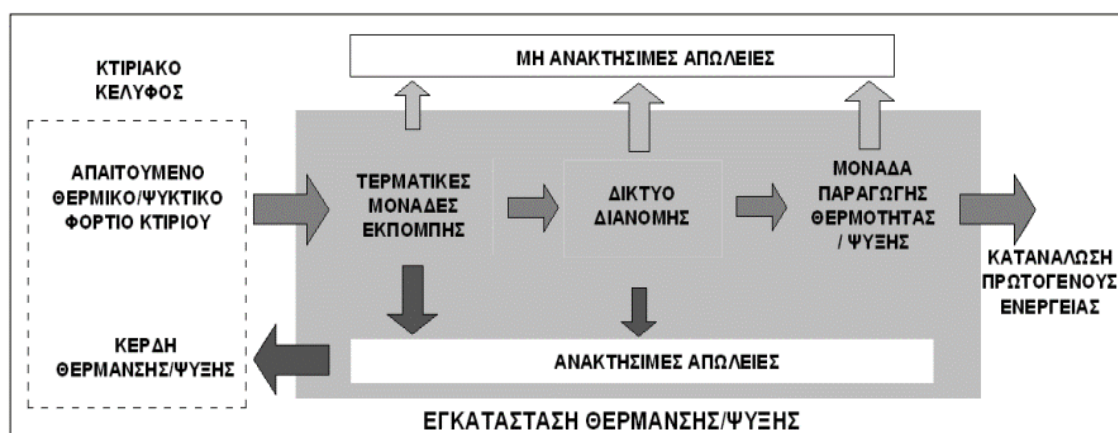 ΜΗ ΑΝΑΚΤΗΣΙΜΕΣ ΑΠΩΛΕΙΕΣ
ΚΤΙΡΙΑΚΟ
ΚΕΛΥΦΟΣ
ΑΠΑΙΤΟΥΜΕΝΟ
ΘΕΡΜΙΚΟ/ΨΥΚΤΙΚΟ
ΦΟΡΤΙΟ ΚΤΙΡΙΟΥ
ΤΕΡΜΑΤΙΚΕΣ
ΜΟΝΑΔΕΣ
ΕΚΠΟΜΠΗΣ
ΔΙΚΤΥΟ
ΔΙΑΝΟΜΗΣ
ΜΟΝΑΔΑ
ΠΑΡΑΓΩΓΗΣ
ΘΕΡΜΟΤΗΤΑΣ
/ ΨΥΞΗΣ
ΚΑΤΑΝΑΛΩΣΗ
ΠΡΩΤΟΓΕΝΟΥΣ
ΕΝΕΡΓΕΙΑΣ
ΚΕΡΔΗ
ΘΕΡΜΑΝΣΗΣ/ΨΥΞΗΣ
ΑΝΑΚΤΗΣΙΜΕΣ ΑΠΩΛΕΙΕΣ
ΕΓΚΑΤΑΣΤΑΣΗ ΘΕΡΜΑΝΣΗΣ/ΨΥΞΗΣ